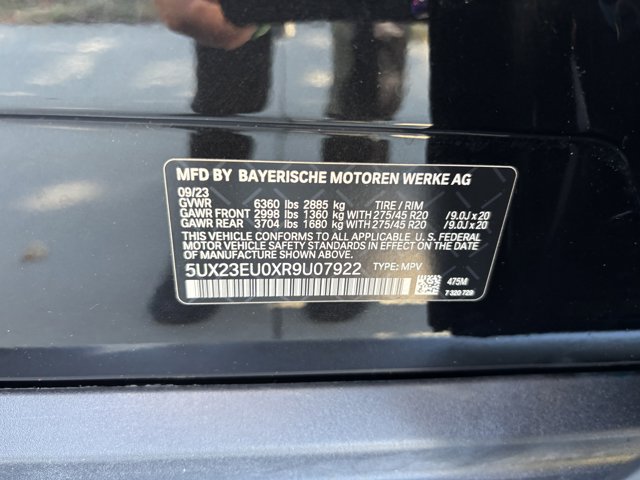 MFD BY BAYERISCHE MOTOREN WERKE AG
09/23
GVWR 6360 lbs 2885 kg TIRE / RIM
GAWR FRONT 2998 lbs 1360 kg WITH 275/45 R20 / 9.0J x 20
GAWR REAR 3704 lbs 1680 kg WITH 275/45 R20 / 9.0J x 20
THIS VEHICLE CONFORMS TO ALL APPLICABLE FEDERAL
MOTOR VEHICLE SAFETY STANDARDS IN EFFECT
ON THE DATE OF MANUFACTURE SHOWN ABOVE.
5UX23EU0XR9U07922 TYPE: MPV
475M
7 320 729